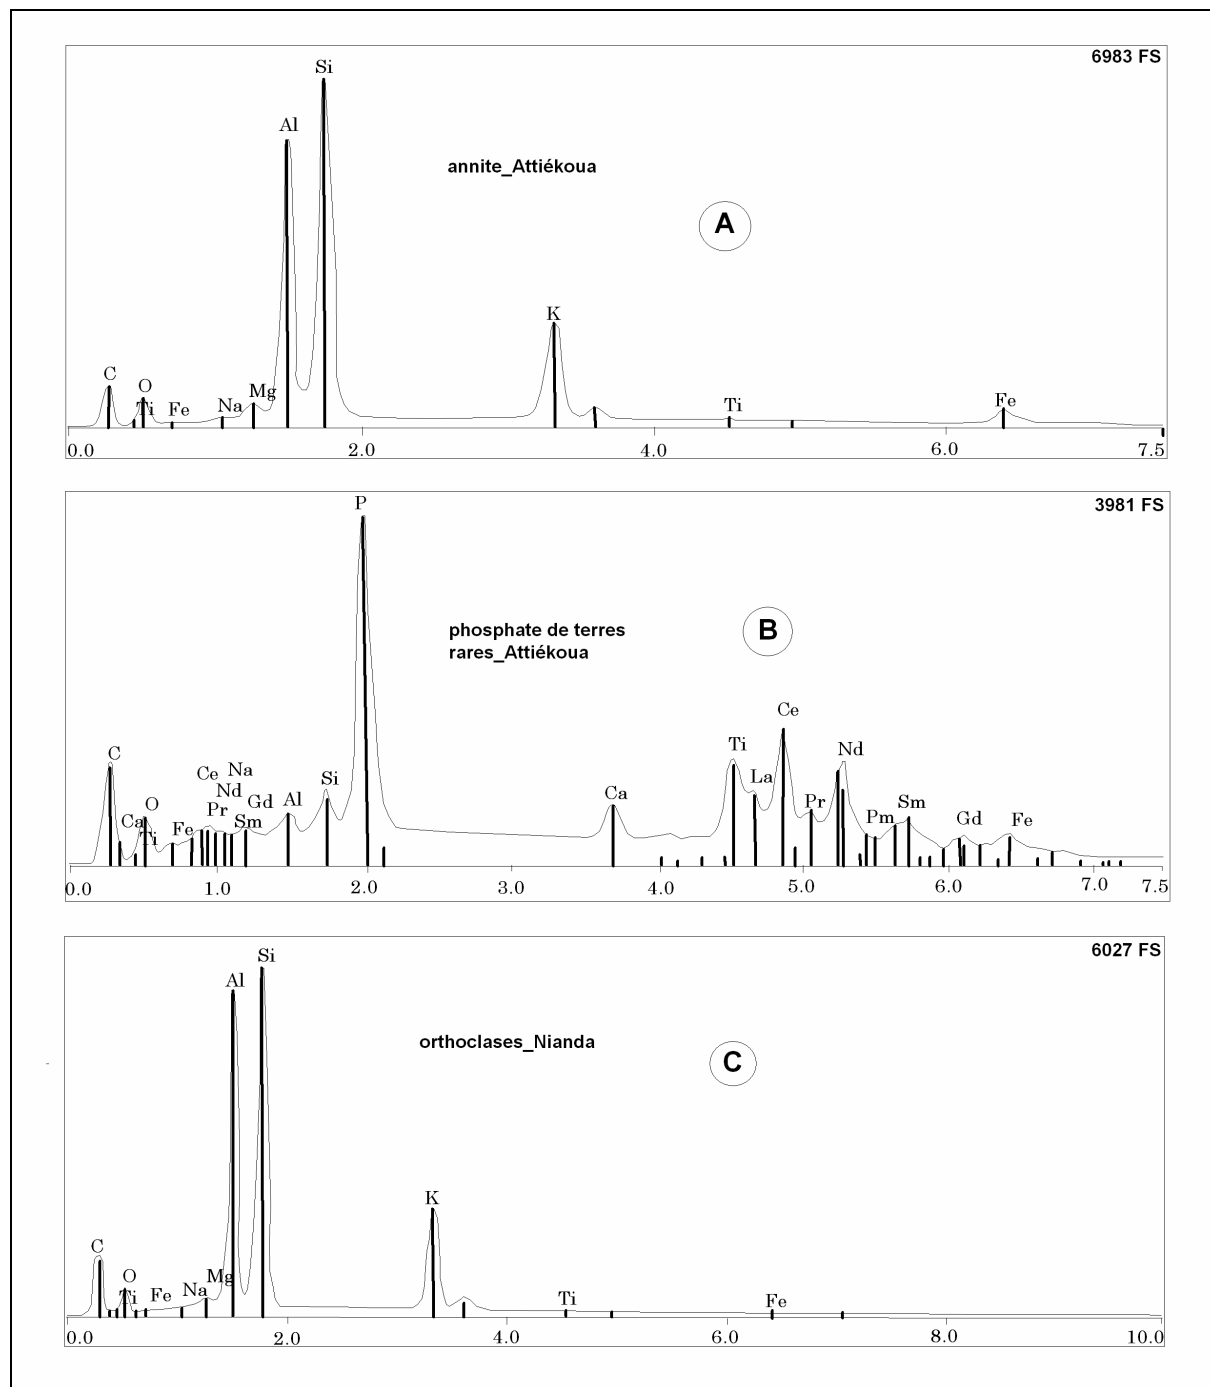 6983 FS
Si
Al
annite_Attiékoua
A
K
C
O
Ti
Fe
Na
Mg
Ti
Fe
0.0
2.0
4.0
6.0
7.5
3981 FS
P
phosphate de terres
rares_Attiékoua
B
C
Ca
O
Ti
Fe
Ce
Pr
Na
Nd
Sm
Gd
Al
Si
Ca
Ti
La
Ce
Pr
Nd
Pm
Sm
Gd
Fe
0.0
1.0
2.0
3.0
4.0
5.0
6.0
7.0
7.5
6027 FS
Si
Al
orthoclases_Nianda
C
K
C
O
Ti
Fe
Na
Mg
Ti
Fe
0.0
2.0
4.0
6.0
8.0
10.0